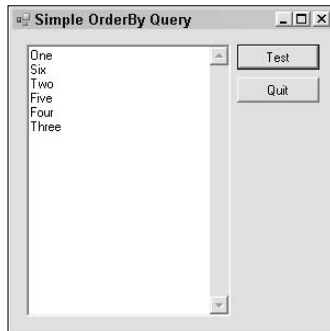 Simple OrderBy Query
One
Six
Two
Five
Four
Three
Test
Quit